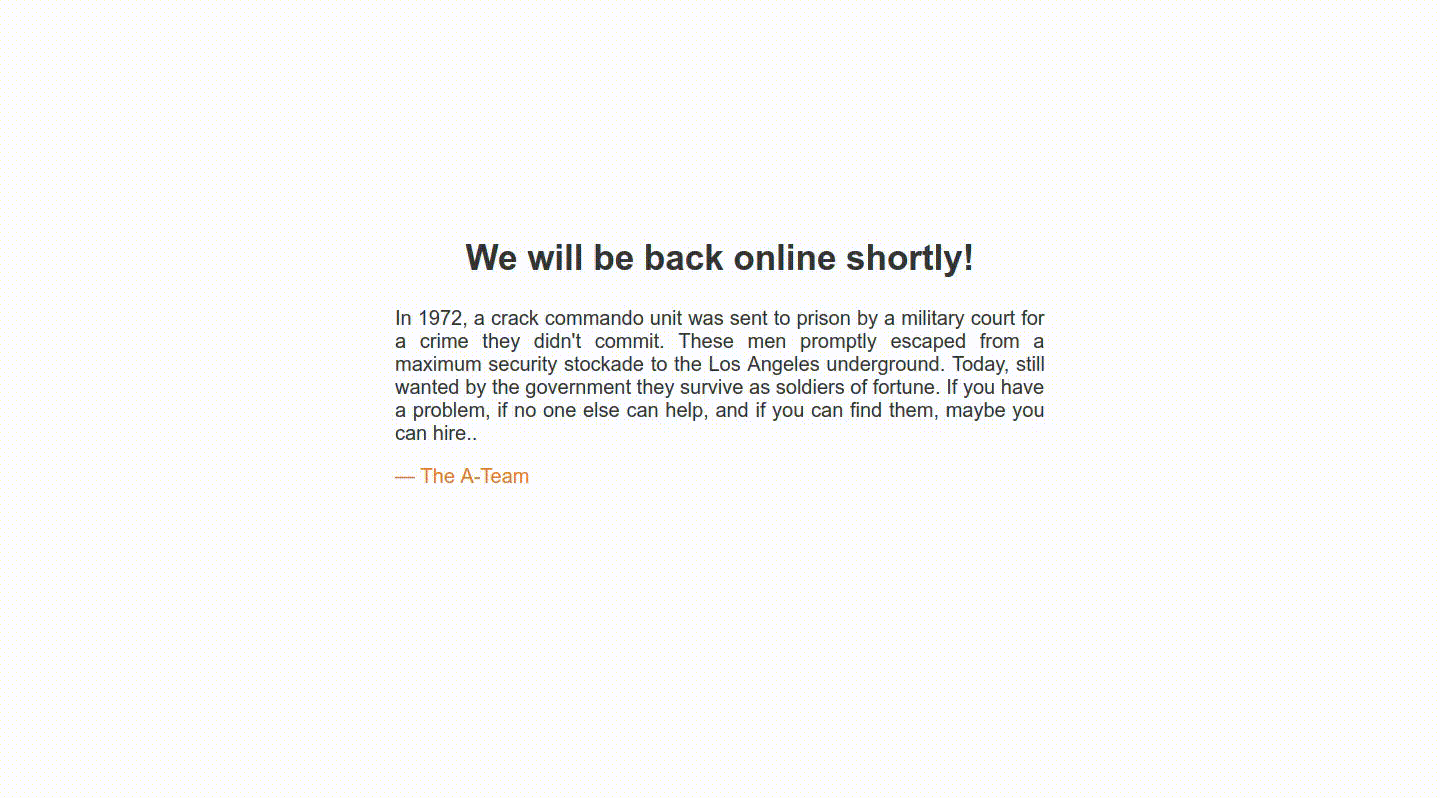 We will be back online shortly!
In 1972, a crack commando unit was sent to prison by a military court for
a crime they didn't commit. These men promptly escaped from a
maximum security stockade to the Los Angeles underground. Today, still
wanted by the government they survive as soldiers of fortune. If you have
a problem, if no one else can help, and if you can find them, maybe you
can hire..
— The A-Team